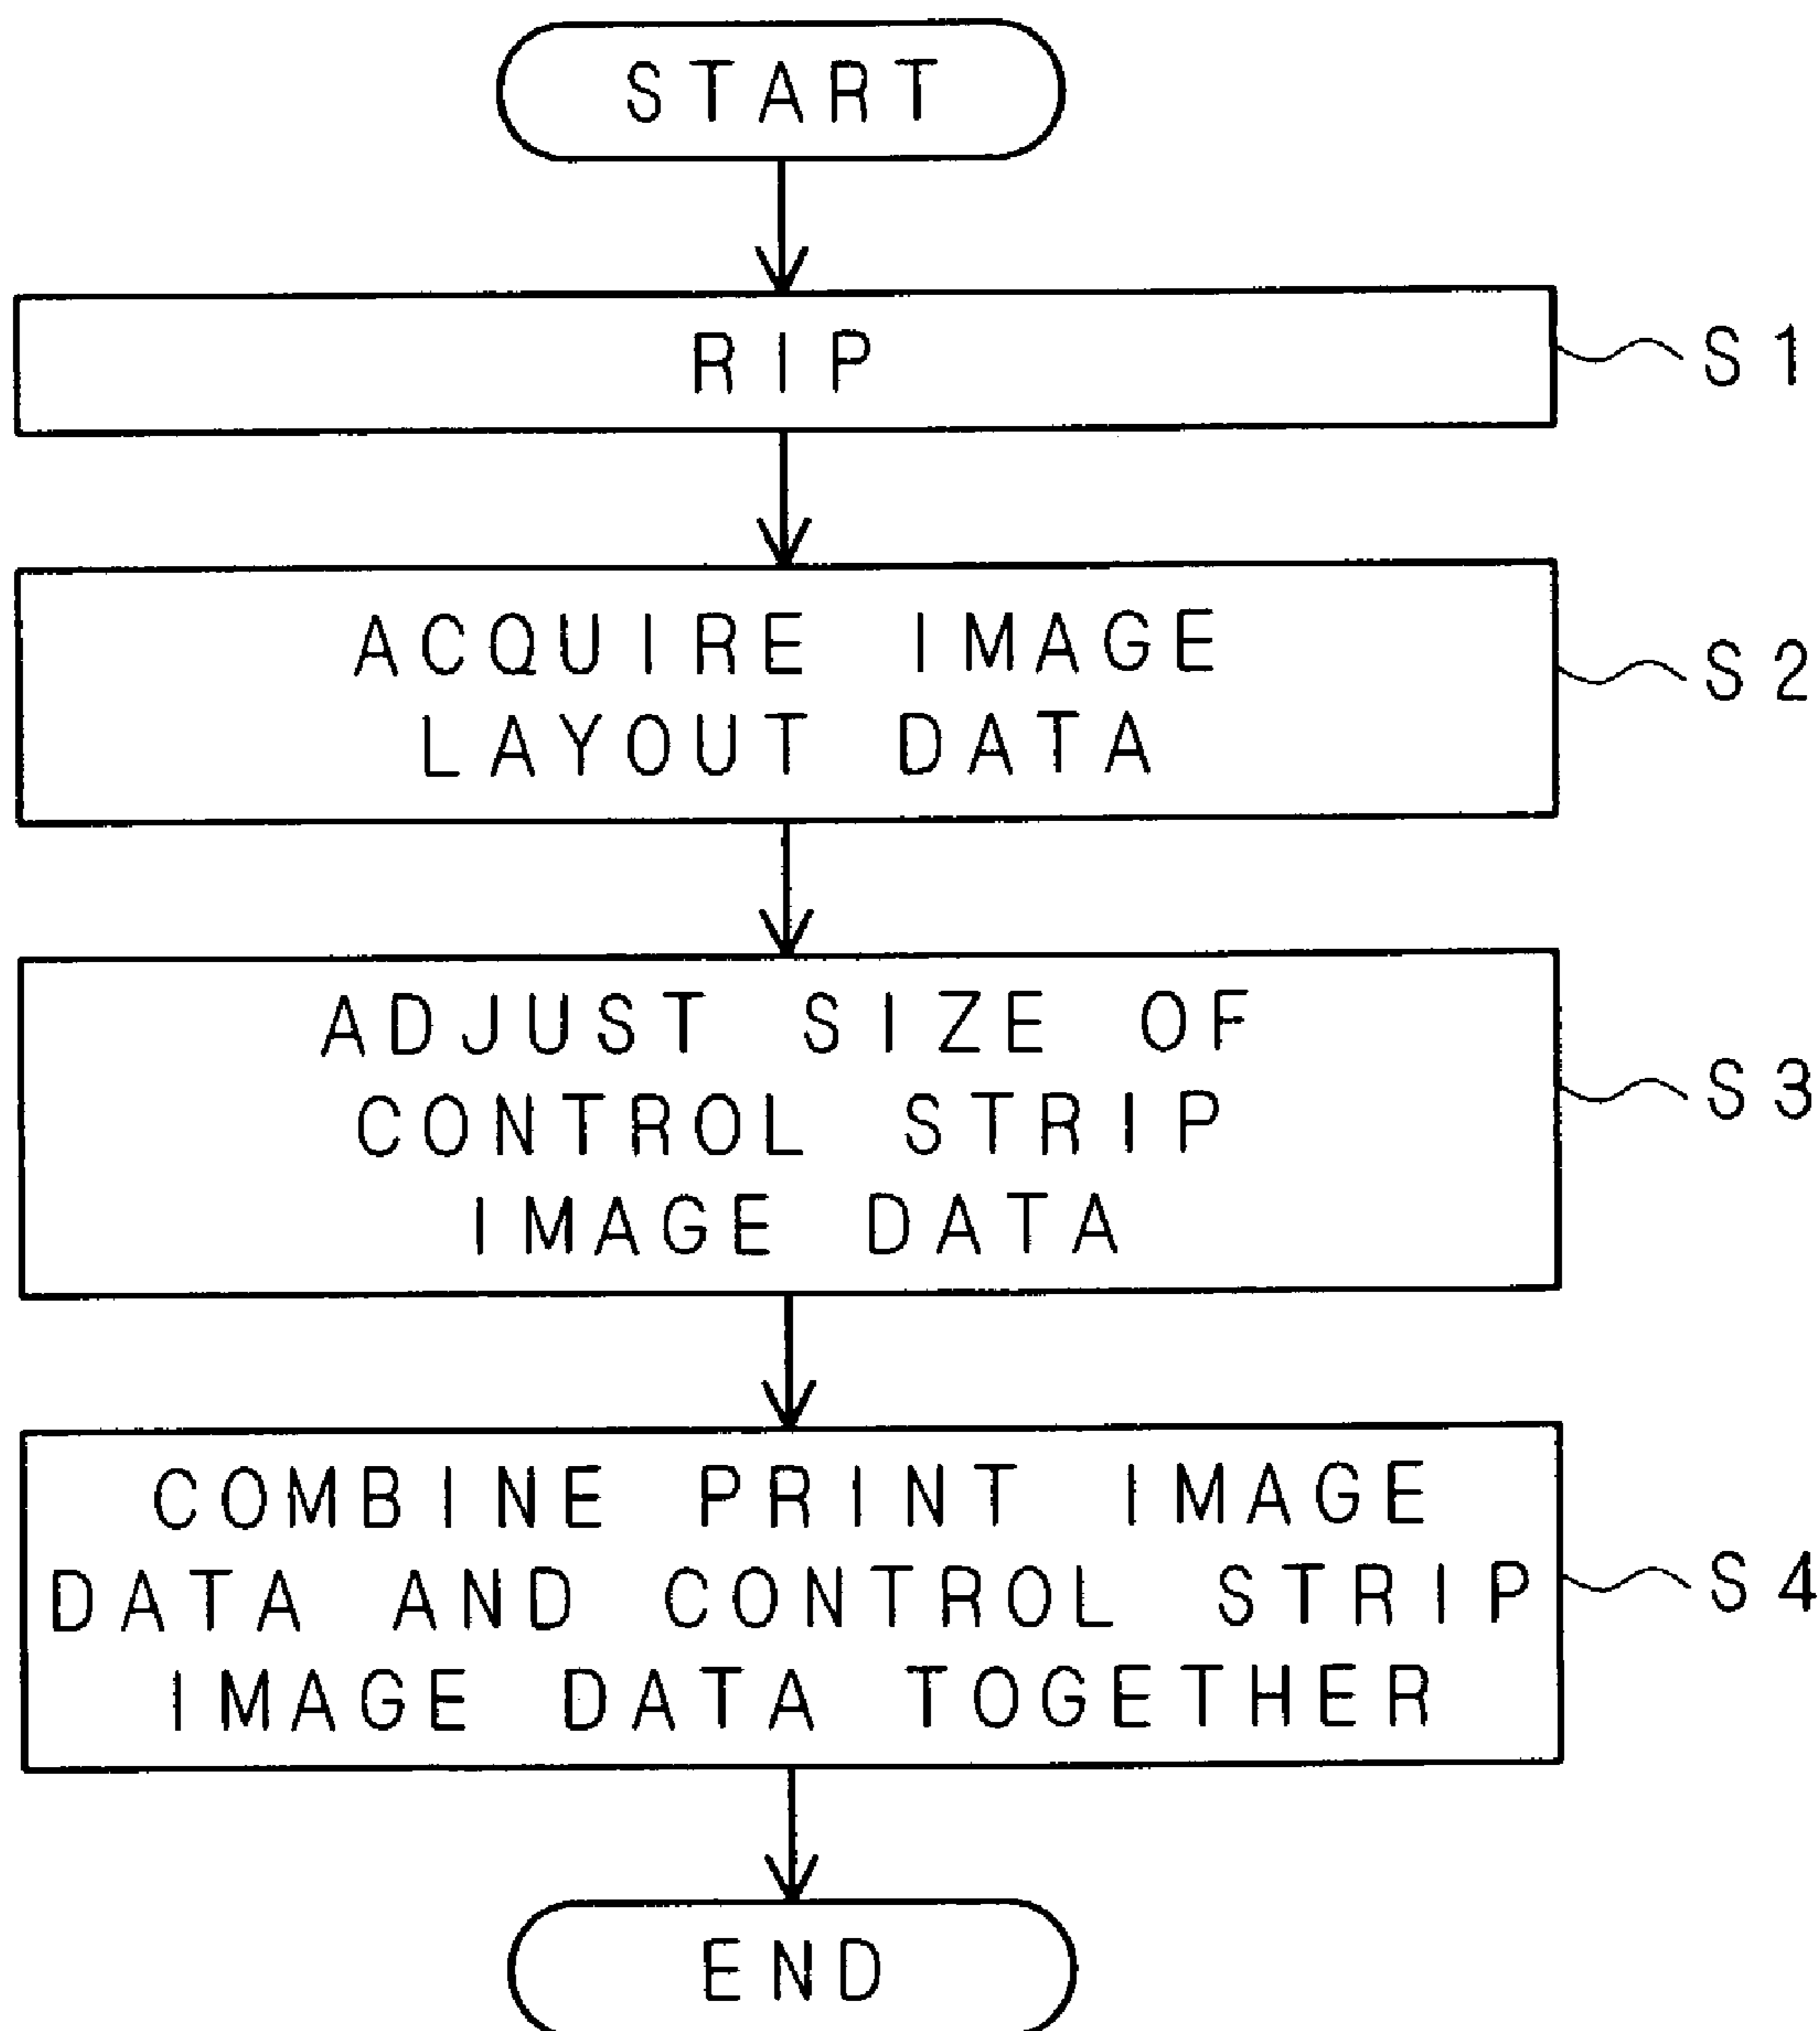 START
RIP
S1
ACQUIRE IMAGE
LAYOUT DATA
S2
ADJUST SIZE OF
CONTROL STRIP
IMAGE DATA
S3
COMBINE PRINT IMAGE
DATA AND CONTROL STRIP
IMAGE DATA TOGETHER
S4
END